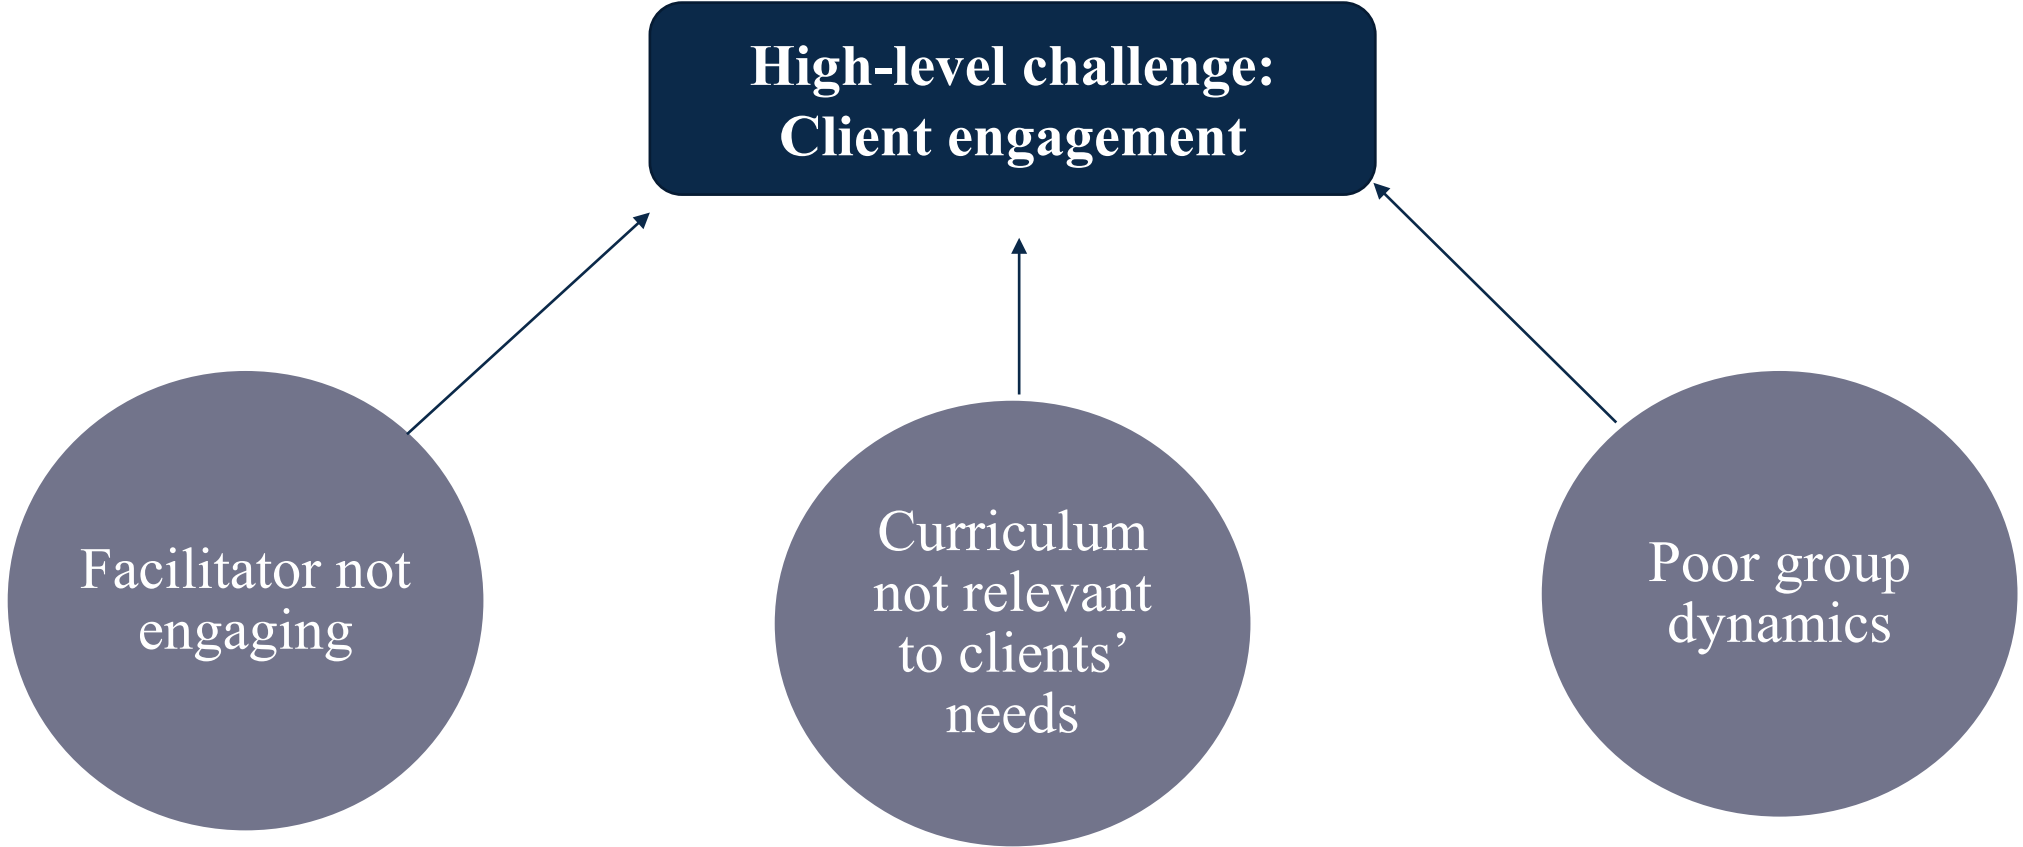 High-level challenge:
Client engagement
Facilitator not
engaging
Curriculum
not relevant
to clients’
needs
Poor group
dynamics